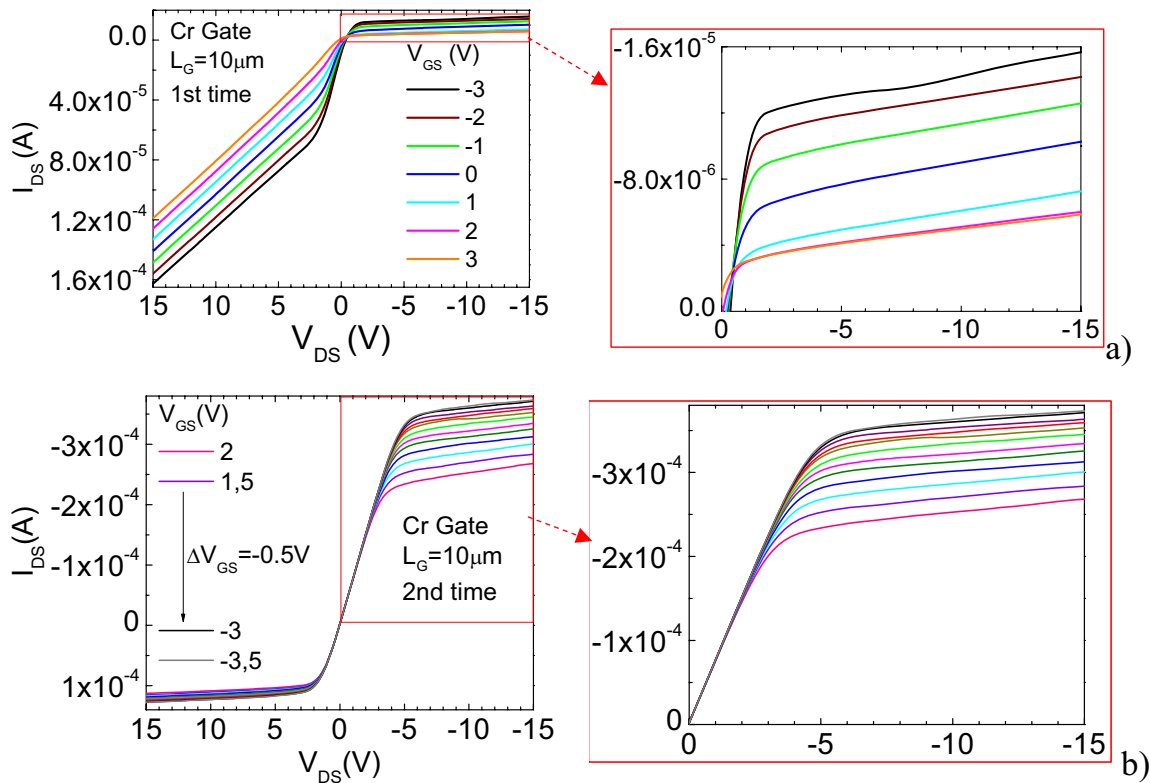 0.0
4.0x10⁻⁵
8.0x10⁻⁵
1.2x10⁻⁴
1.6x10⁻⁴
I_DS(A)
Cr Gate
L_G=10μm
1st time
V_GS (V)
-3
-2
-1
0
1
2
3
15 10 5 0 -5 -10 -15
V_DS (V)
-1.6x10⁻⁵
-8.0x10⁻⁶
0.0
0 -5 -10 -15
a)
-3x10⁻⁴
-2x10⁻⁴
-1x10⁻⁴
0
1x10⁻⁴
I_DS(A)
V_GS(V)
2
1,5
ΔV_GS=-0.5V
-3
-3,5
Cr Gate
L_G=10μm
2nd time
15 10 5 0 -5 -10 -15
V_DS(V)
-3x10⁻⁴
-2x10⁻⁴
-1x10⁻⁴
0
0 -5 -10 -15
b)